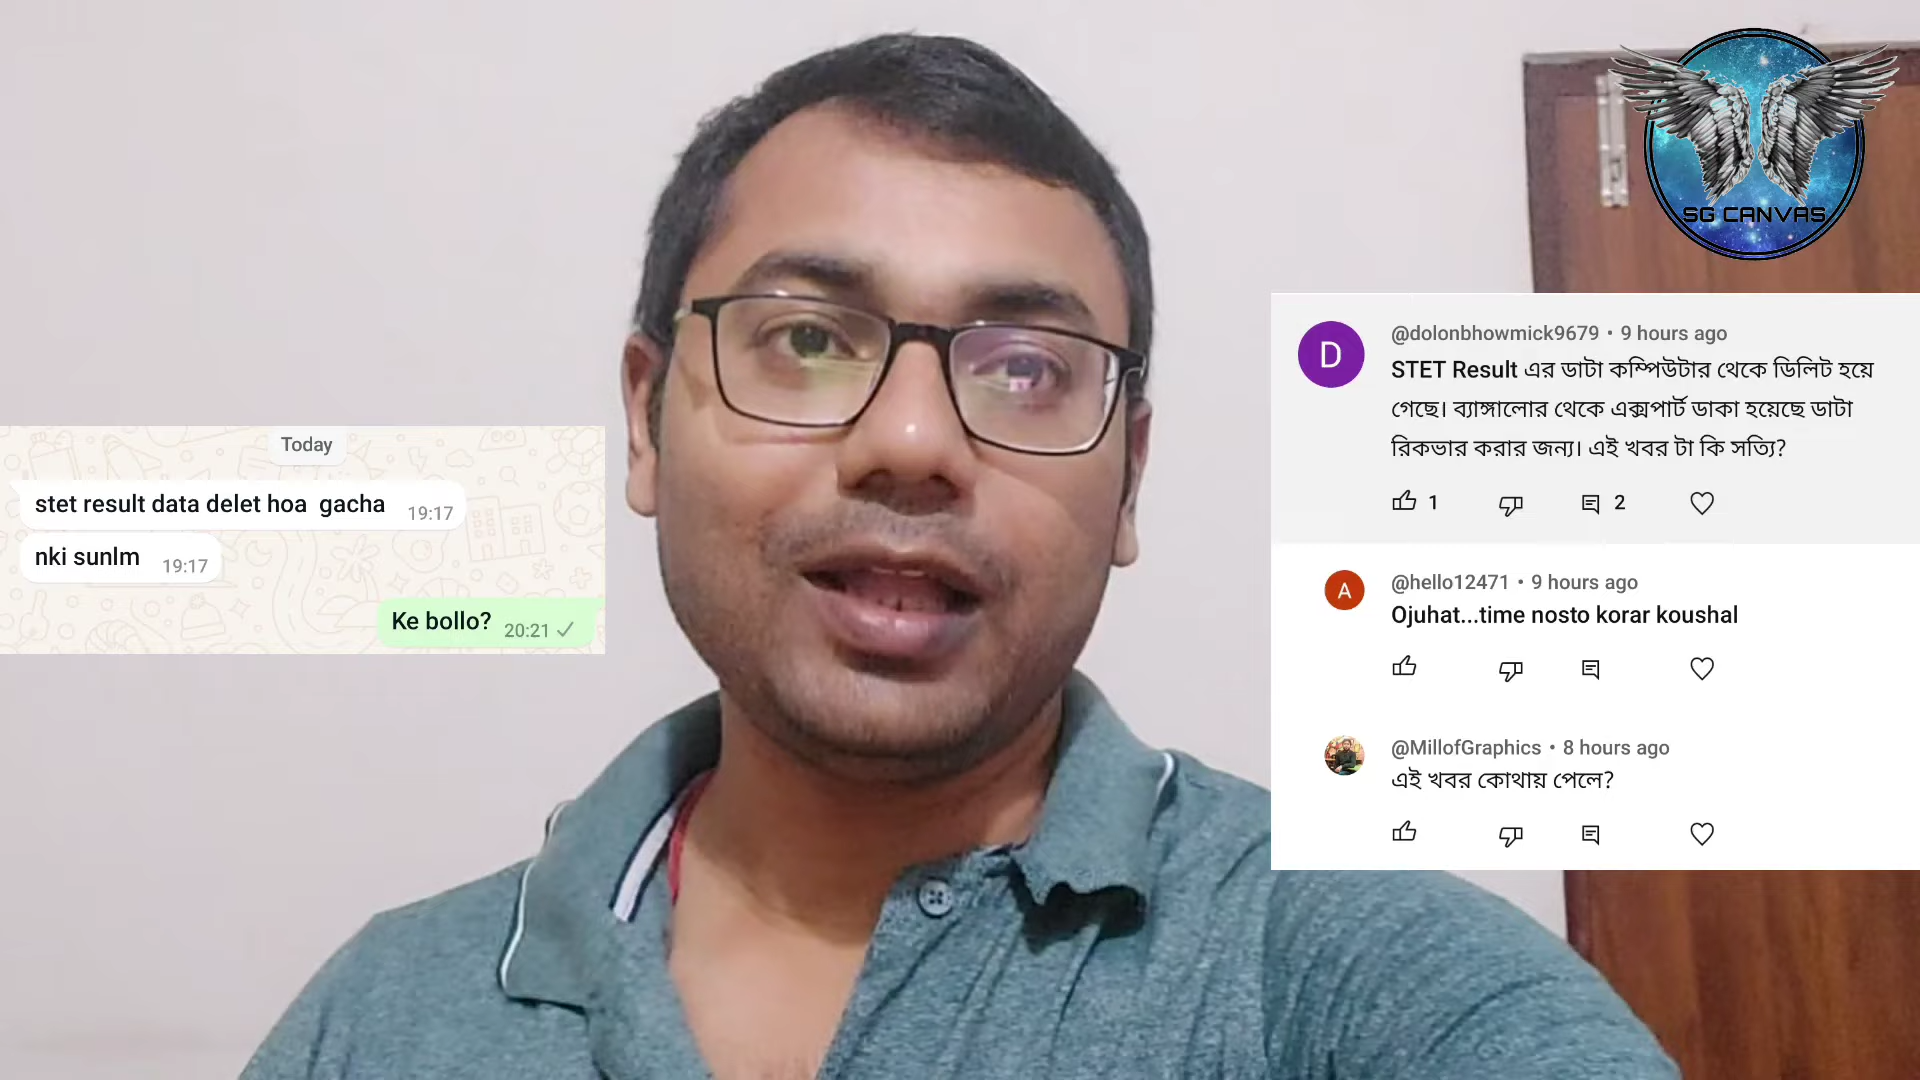 SG CANVAS
Today
stet result data delet hoa gacha 19:17
nki sunlm 19:17
Ke bollo? 20:21
@dolonbhowmick9679 • 9 hours ago
D
STET Result এর ডাটা কম্পিউটার থেকে ডিলিট হয়ে
গেছে। ব্যাঙ্গালোর থেকে এক্সপার্ট ডাকা হয়েছে ডাটা
রিকভার করার জন্য। এই খবর টা কি সত্যি?
1 2
@hello12471 • 9 hours ago
A
Ojuhat...time nosto korar koushal
@MillofGraphics • 8 hours ago
এই খবর কোথায় পেলে?